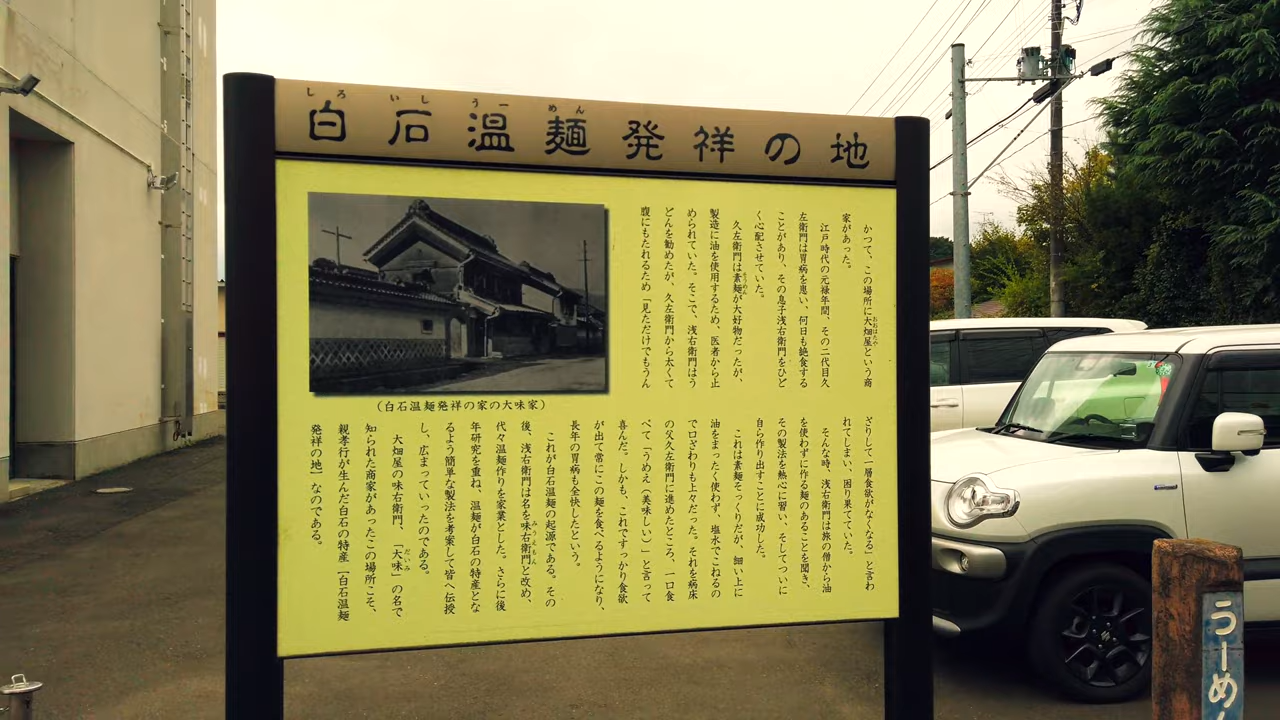 しろ いし うー めん
白石温麺発祥の地
かつて、この場所に大畑屋という商
おおはたや
家があった。
江戸時代の元禄年間、その二代目久
左衛門は胃病を患い、何日も絶食する
ことがあり、その息子浅右衛門をひど
く心配させていた。
久左衛門は素麺が大好物だったが、
そうめん
製造に油を使用するため、医者から止
められていた。そこで、浅右衛門はう
どんを勧めたが、久左衛門から太くて
腹にもたれるため「見ただけでもうん
ざりして一層食欲がなくなる」と言わ
れてしまい、困り果てていた。
そんな時、浅右衛門は旅の僧から油
を使わずに作る麺のあることを聞き、
その製法を熱心に習い、そしてついに
自ら作り出すことに成功した。
これは素麺そっくりだが、細い上に
油をまったく使わず、塩水でこねるの
で口ざわりも上々だった。それを病床
の父久左衛門に進めたところ、一口食
べて「うめえ(美味しい)」と言って
喜んだ。しかも、これですっかり食欲
が出て常にこの麺を食べるようになり、
長年の胃病も全快したという。
これが白石温麺の起源である。その
後、浅右衛門は名を味右衛門と改め、
みうえもん
代々温麺作りを家業とした。さらに後
年研究を重ね、温麺が白石の特産とな
るよう簡単な製法を考案して皆へ伝授
し、広まっていったのである。
大畑屋の味右衛門、「大味」の名で
だいみ
知られた商家があったこの場所こそ、
親孝行が生んだ白石の特産「白石温麺
発祥の地」なのである。
(白石温麺発祥の家の大味家)
うーめん